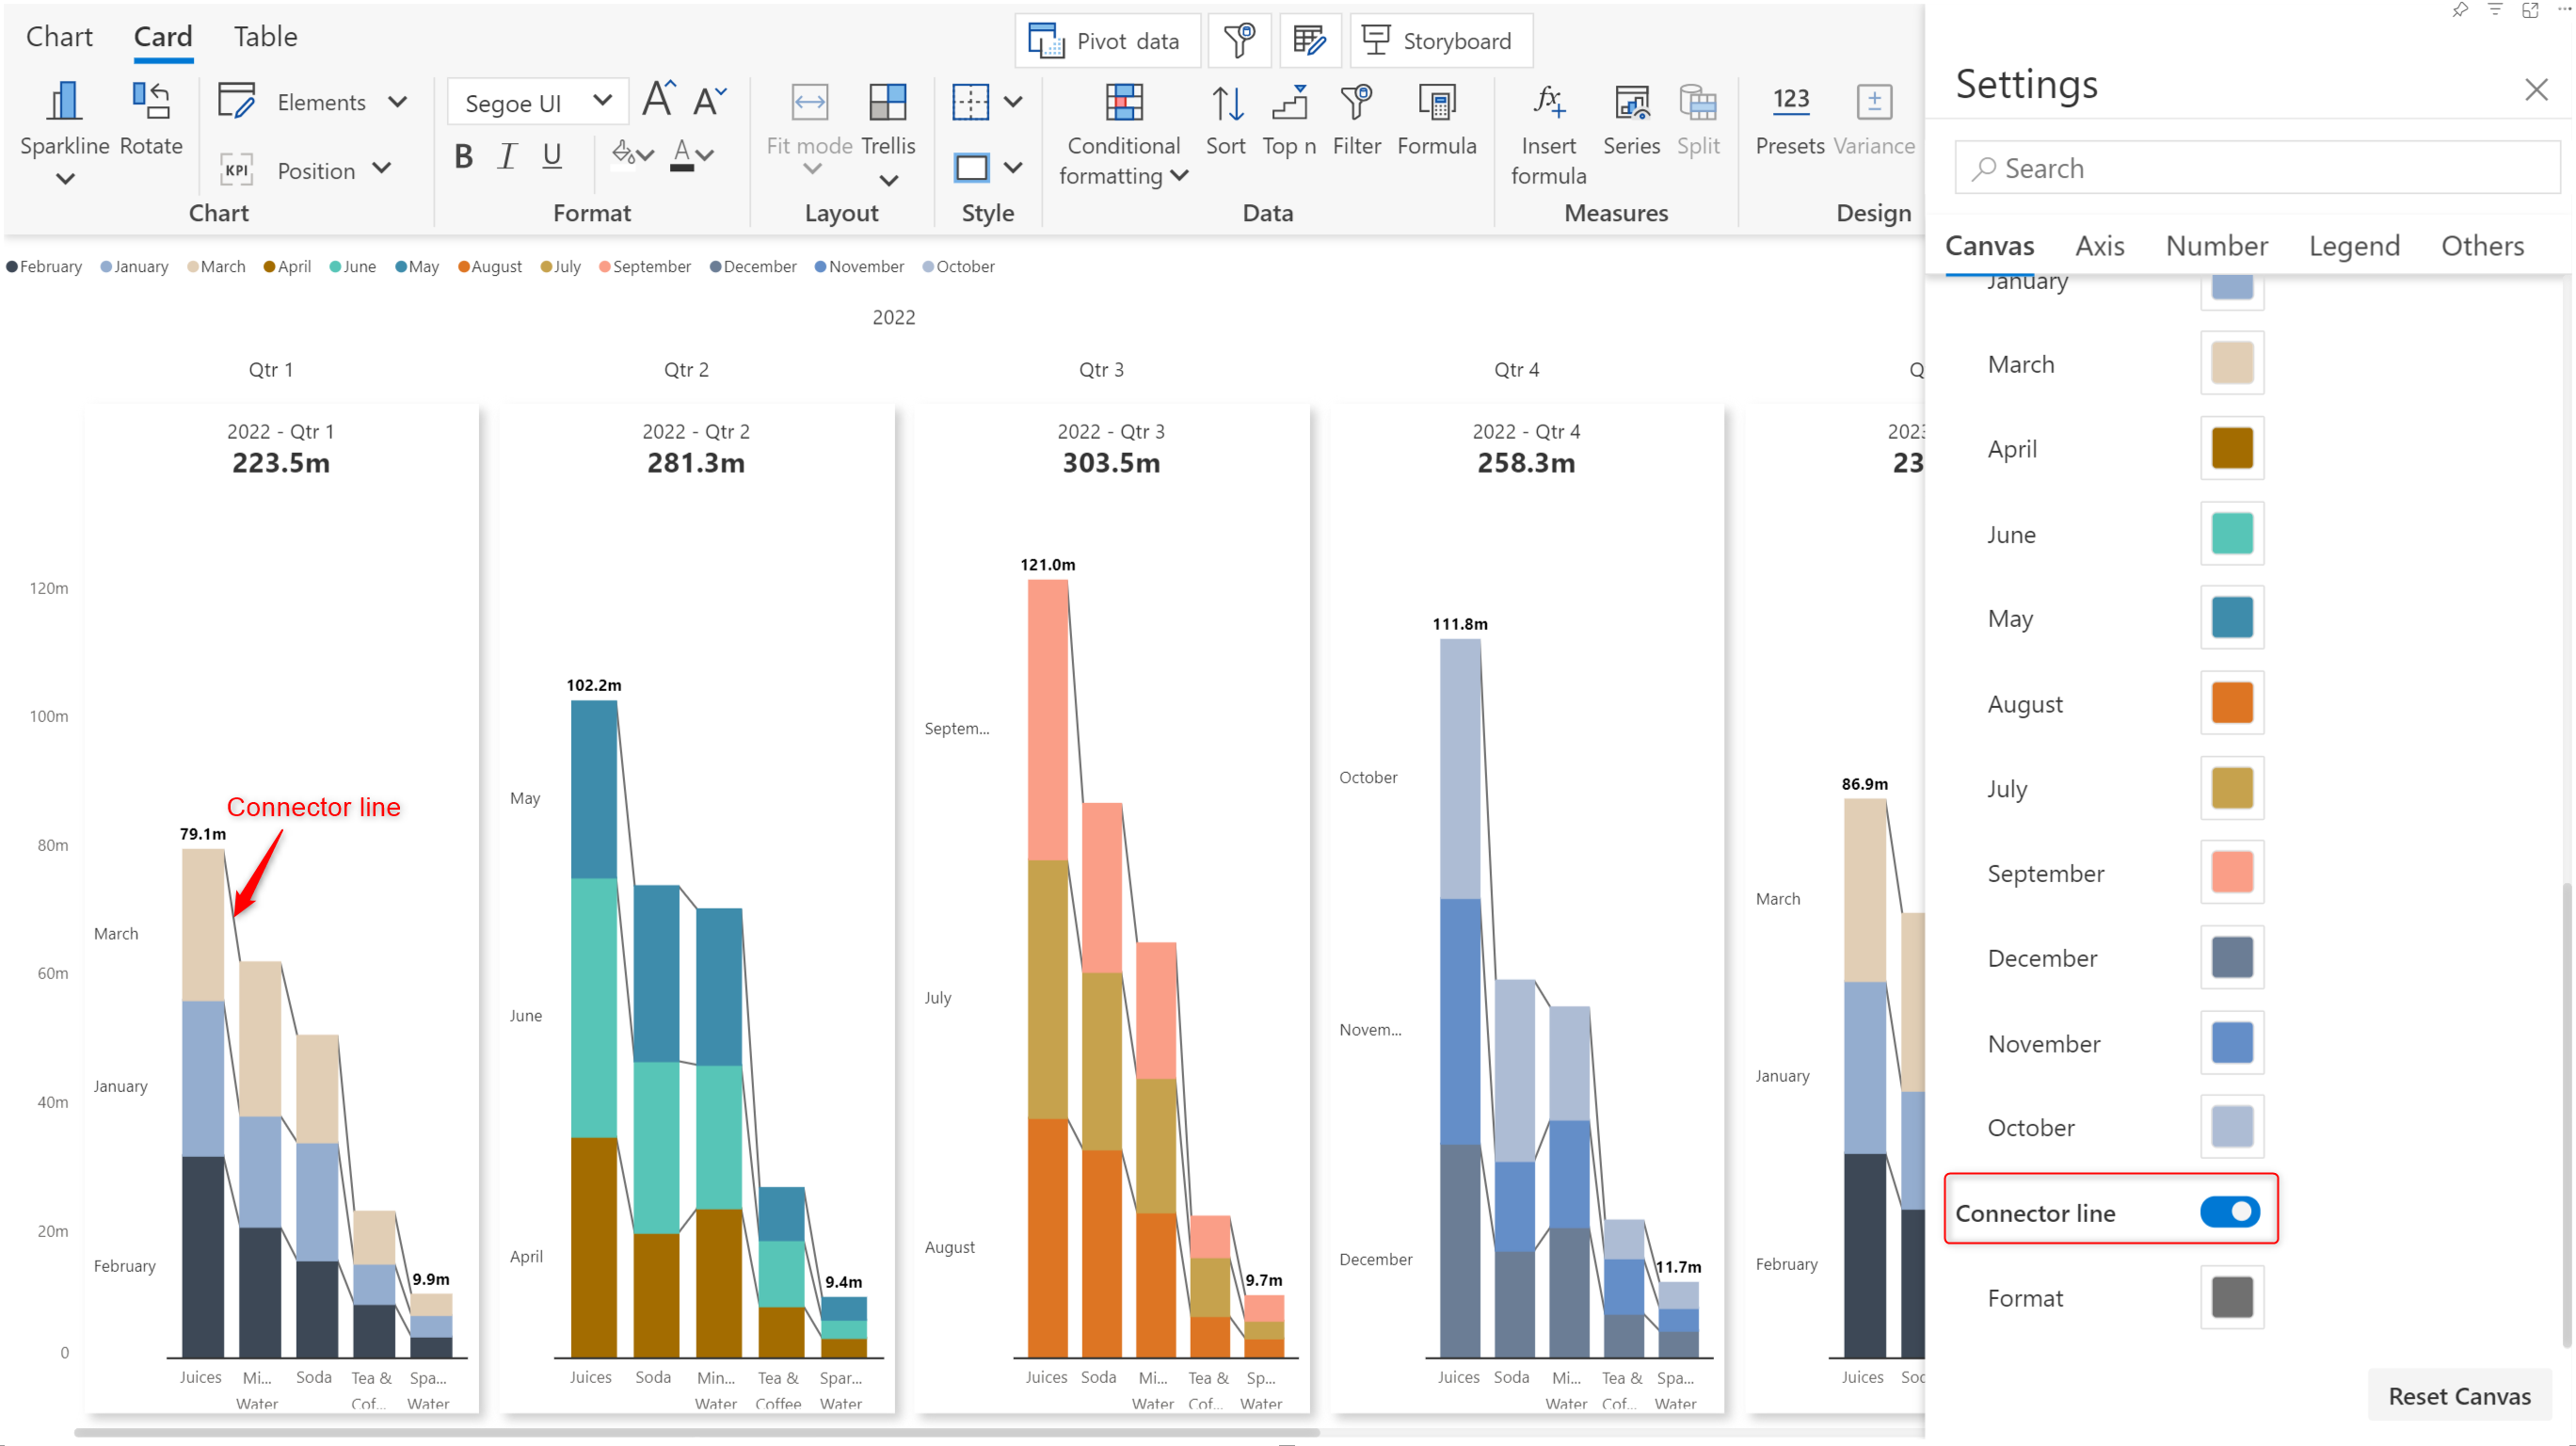 Chart Card Table
Pivot data Storyboard
Sparkline Rotate Elements Position KPI
Chart
Segoe UI A A
B I U A
Format
Fit mode Trellis
Layout
Style
Conditional formatting Sort Top n Filter Formula
Data
fx Insert formula Series Split
Measures
123 Presets Variance
Design
February January March April June May August July September December November October
2022
Qtr 1 Qtr 2 Qtr 3 Qtr 4 Q
120m
100m
80m
60m
40m
20m
0
2022 - Qtr 1
223.5m
Connector line
79.1m
March
January
February
9.9m
Juices Mi... Water Soda Tea & Cof... Spa... Water
2022 - Qtr 2
281.3m
102.2m
May
June
April
9.4m
Juices Soda Min... Water Tea & Coffee Spar... Water
2022 - Qtr 3
303.5m
121.0m
Septem...
July
August
9.7m
Juices Soda Mi... Water Tea & Cof... Sp... Water
2022 - Qtr 4
258.3m
111.8m
October
Novem...
December
11.7m
Juices Soda Mi... Water Tea & Cof... Spa... Water
2023
23
86.9m
March
January
February
Juices Soc
Settings
Search
Canvas Axis Number Legend Others
January
March
April
June
May
August
July
September
December
November
October
Connector line
Format
Reset Canvas